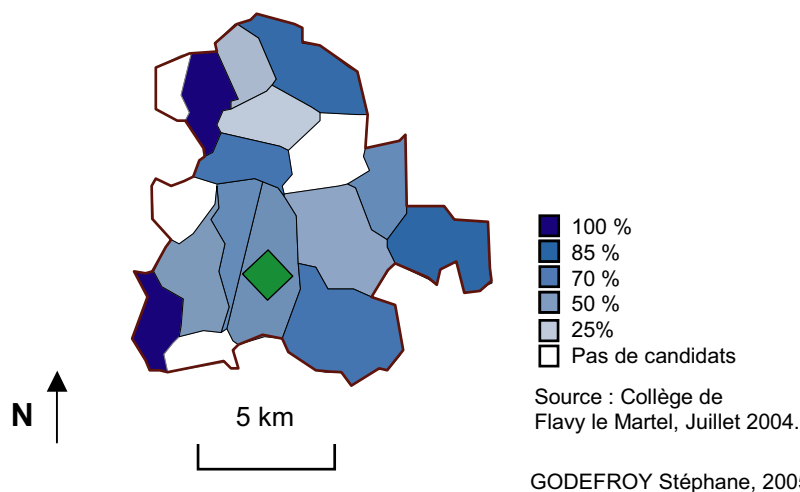 100 %
85 %
70 %
50 %
25%
Pas de candidats
N
5 km
Source : Collège de
Flavy le Martel, Juillet 2004.
GODEFROY Stéphane, 2005